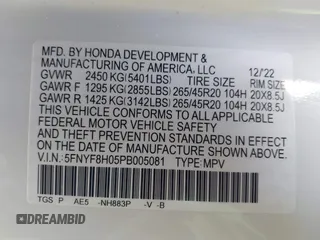 MFD. BY HONDA DEVELOPMENT &
MANUFACTURING OF AMERICA, LLC 12/22
GVWR 2450 KG(5401LBS) TIRE SIZE RIM SIZE
GAWR F 1295 KG(2855LBS) 265/45R20 104H 20X8.5J
GAWR R 1425 KG(3142LBS) 265/45R20 104H 20X8.5J
THIS VEHICLE CONFORMS TO ALL APPLICABLE
FEDERAL MOTOR VEHICLE SAFETY STANDARDS IN
EFFECT ON THE DATE OF MANUFACTURE SHOWN ABOVE.
V.I.N.: 5FNYF8H05PB005081 TYPE: MPV
TGS P AE5 -NH883P -V -B
DREAMBID